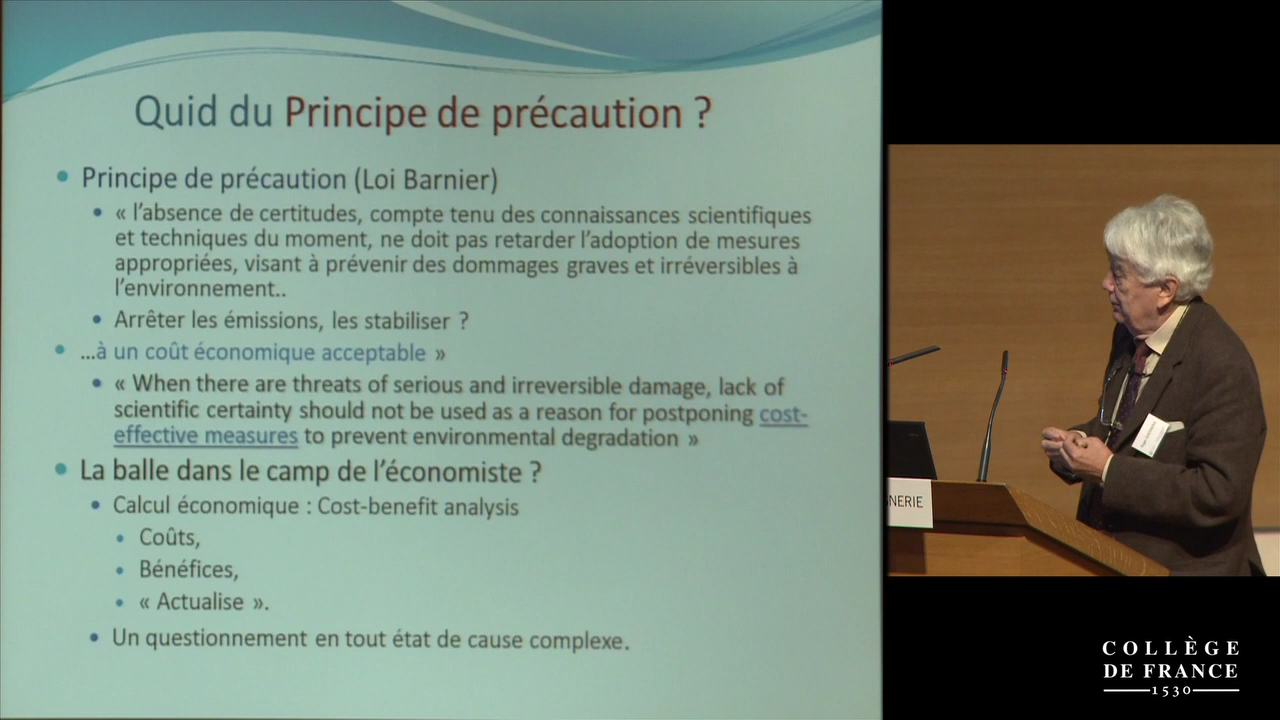 Quid du Principe de précaution ?
Principe de précaution (Loi Barnier)
« l'absence de certitudes, compte tenu des connaissances scientifiques
et techniques du moment, ne doit pas retarder l'adoption de mesures
appropriées, visant à prévenir des dommages graves et irréversibles à
l'environnement..
Arrêter les émissions, les stabiliser ?
…à un coût économique acceptable »
« When there are threats of serious and irreversible damage, lack of
scientific certainty should not be used as a reason for postponing cost-
effective measures to prevent environmental degradation »
La balle dans le camp de l'économiste ?
Calcul économique : Cost-benefit analysis
Coûts,
Bénéfices,
« Actualise ».
Un questionnement en tout état de cause complexe.
GNERIE
COLLÈGE
DE FRANCE
1530